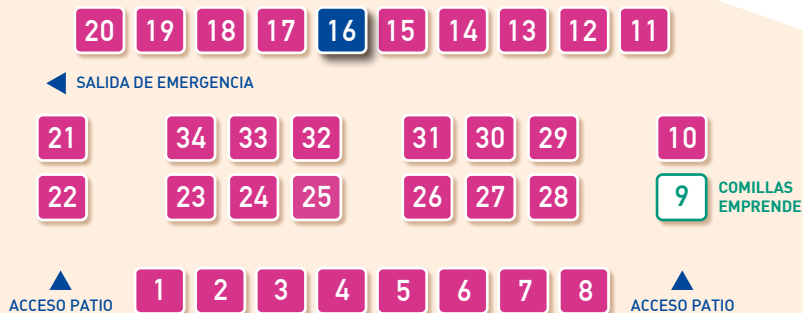 20 19 18 17 16 15 14 13 12 11
SALIDA DE EMERGENCIA
21 34 33 32 31 30 29 10
22 23 24 25 26 27 28 9
COMILLAS
EMPRENDE
1 2 3 4 5 6 7 8
ACCESO PATIO
ACCESO PATIO